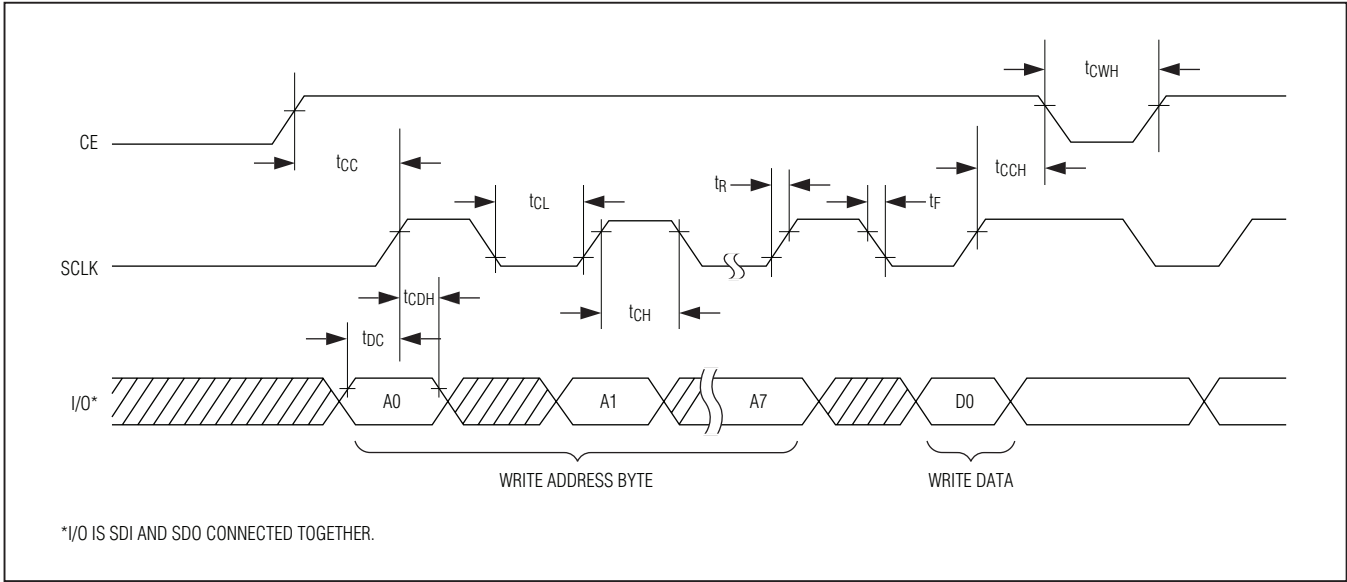 tCWH
CE
tCC
tCCH
tR
tCL
tF
SCLK
tCDH
tCH
tDC
I/O*
A0
A1
A7
D0
WRITE ADDRESS BYTE
WRITE DATA
*I/O IS SDI AND SDO CONNECTED TOGETHER.